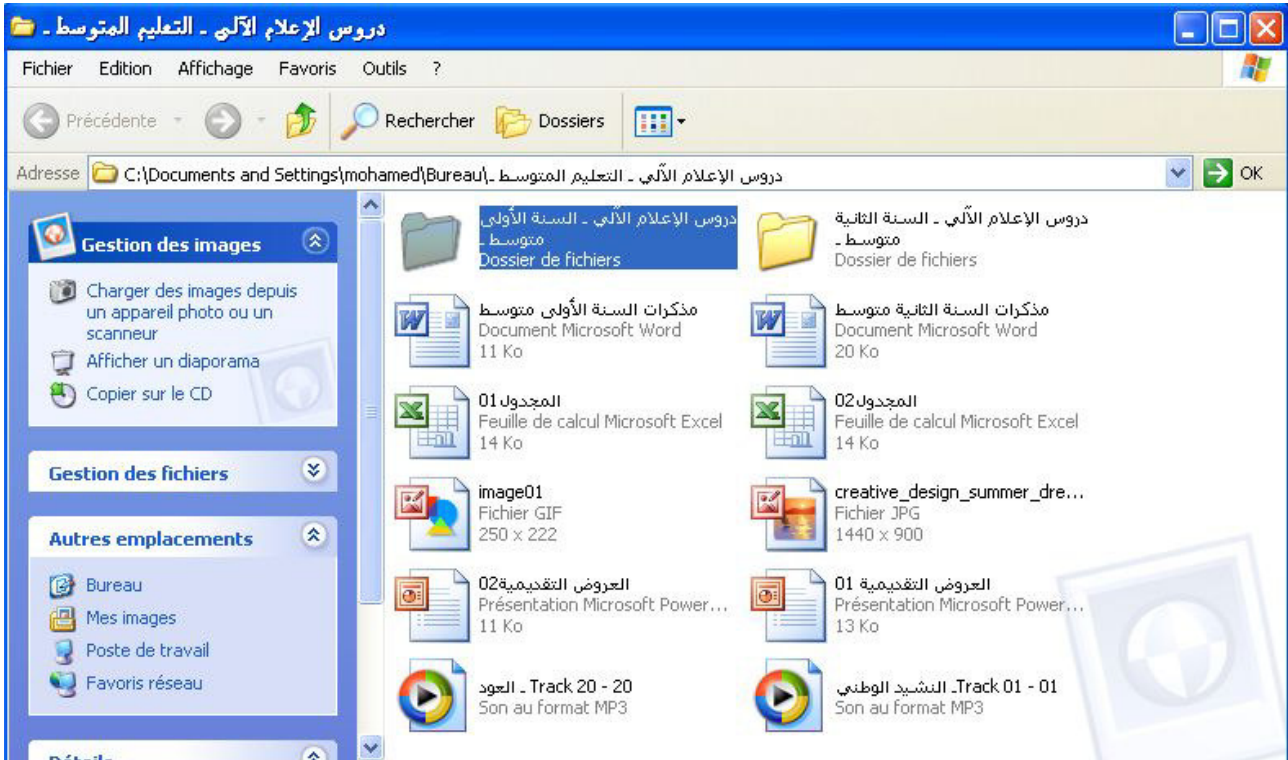 دروس الإعلام الآلي ـ التعليم المتوسط ـ
Fichier Edition Affichage Favoris Outils ?
Précédente Rechercher Dossiers
Adresse C:\Documents and Settings\mohamed\Bureau\دروس الإعلام الآلي ـ التعليم المتوسط ـ OK
Gestion des images
Charger des images depuis
un appareil photo ou un
scanneur
Afficher un diaporama
Copier sur le CD
Gestion des fichiers
Autres emplacements
Bureau
Mes images
Poste de travail
Favoris réseau
Détails
دروس الإعلام الآلي ـ السنة الأولى
متوسط ـ
Dossier de fichiers
دروس الإعلام الآلي ـ السنة الثانية
متوسط ـ
Dossier de fichiers
مذكرات السنة الأولى متوسط
Document Microsoft Word
11 Ko
مذكرات السنة الثانية متوسط
Document Microsoft Word
20 Ko
المجدول01
Feuille de calcul Microsoft Excel
14 Ko
المجدول02
Feuille de calcul Microsoft Excel
14 Ko
image01
Fichier GIF
250 x 222
creative_design_summer_dre...
Fichier JPG
1440 x 900
العروض التقديمية02
Présentation Microsoft Power...
11 Ko
العروض التقديمية 01
Présentation Microsoft Power...
13 Ko
20 - Track 20 ـ العود
Son au format MP3
01 - Track 01ـ النشيد الوطني
Son au format MP3